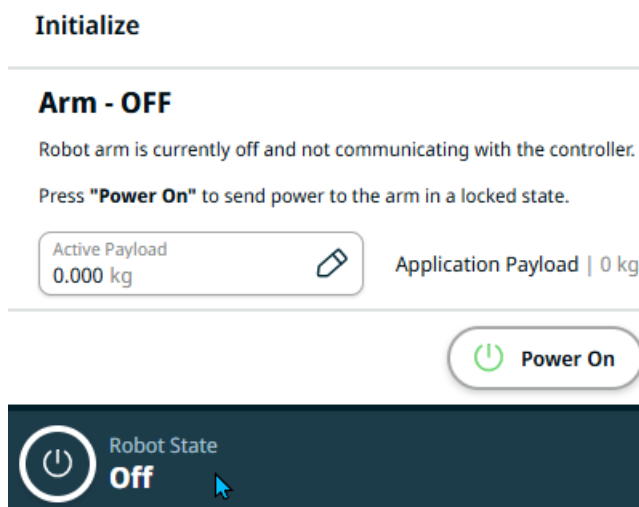 Initialize
Arm - OFF
Robot arm is currently off and not communicating with the controller.
Press "Power On" to send power to the arm in a locked state.
Active Payload
0.000 kg
Application Payload | 0 kg
Power On
Robot State
Off